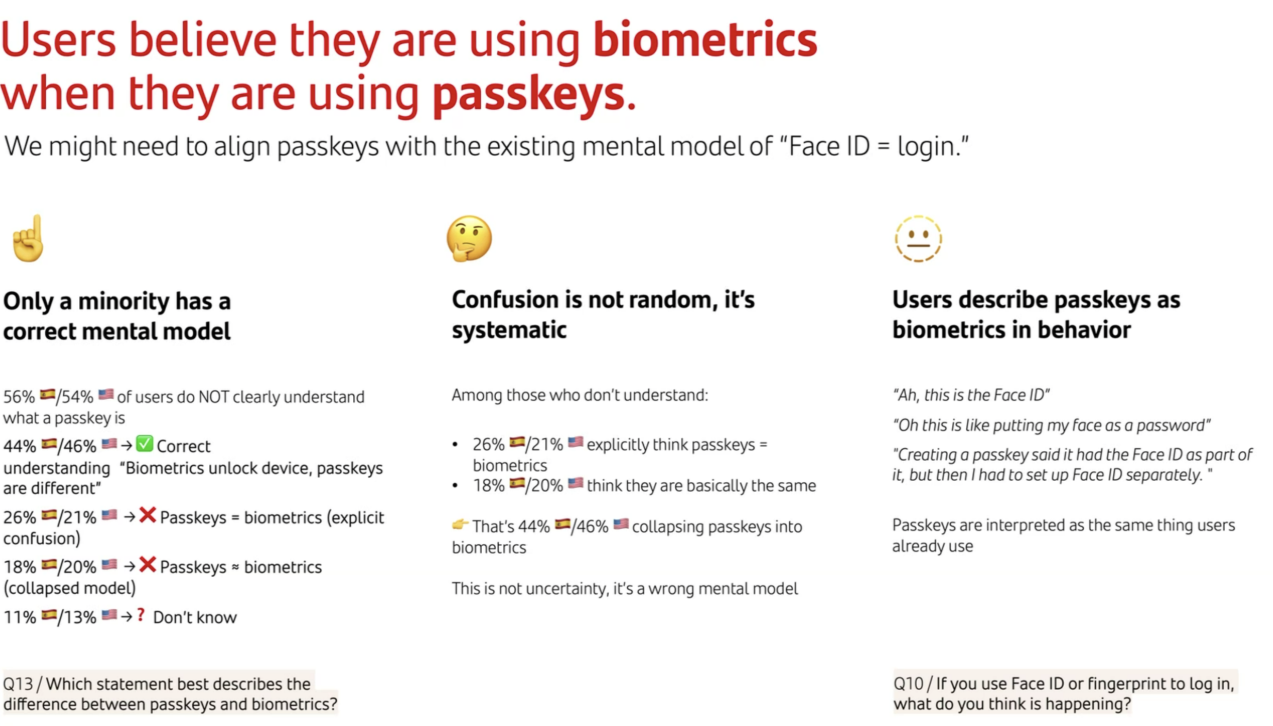 Users believe they are using biometrics
when they are using passkeys.
We might need to align passkeys with the existing mental model of “Face ID = login.”
Only a minority has a
correct mental model
56% 🇪🇸/54% 🇺🇸 of users do NOT clearly understand
what a passkey is
44% 🇪🇸/46% 🇺🇸 → ✅ Correct
understanding “Biometrics unlock device, passkeys
are different”
26% 🇪🇸/21% 🇺🇸 → ❌ Passkeys = biometrics (explicit
confusion)
18% 🇪🇸/20% 🇺🇸 → ❌ Passkeys ≈ biometrics
(collapsed model)
11% 🇪🇸/13% 🇺🇸 → ❓ Don’t know
Q13 / Which statement best describes the
difference between passkeys and biometrics?
Confusion is not random, it’s
systematic
Among those who don’t understand:
• 26% 🇪🇸/21% 🇺🇸 explicitly think passkeys =
biometrics
• 18% 🇪🇸/20% 🇺🇸 think they are basically the same
👉 That’s 44% 🇪🇸/46% 🇺🇸 collapsing passkeys into
biometrics
This is not uncertainty, it’s a wrong mental model
Users describe passkeys as
biometrics in behavior
“Ah, this is the Face ID”
“Oh this is like putting my face as a password”
"Creating a passkey said it had the Face ID as part of
it, but then I had to set up Face ID separately. "
Passkeys are interpreted as the same thing users
already use
Q10 / If you use Face ID or fingerprint to log in,
what do you think is happening?